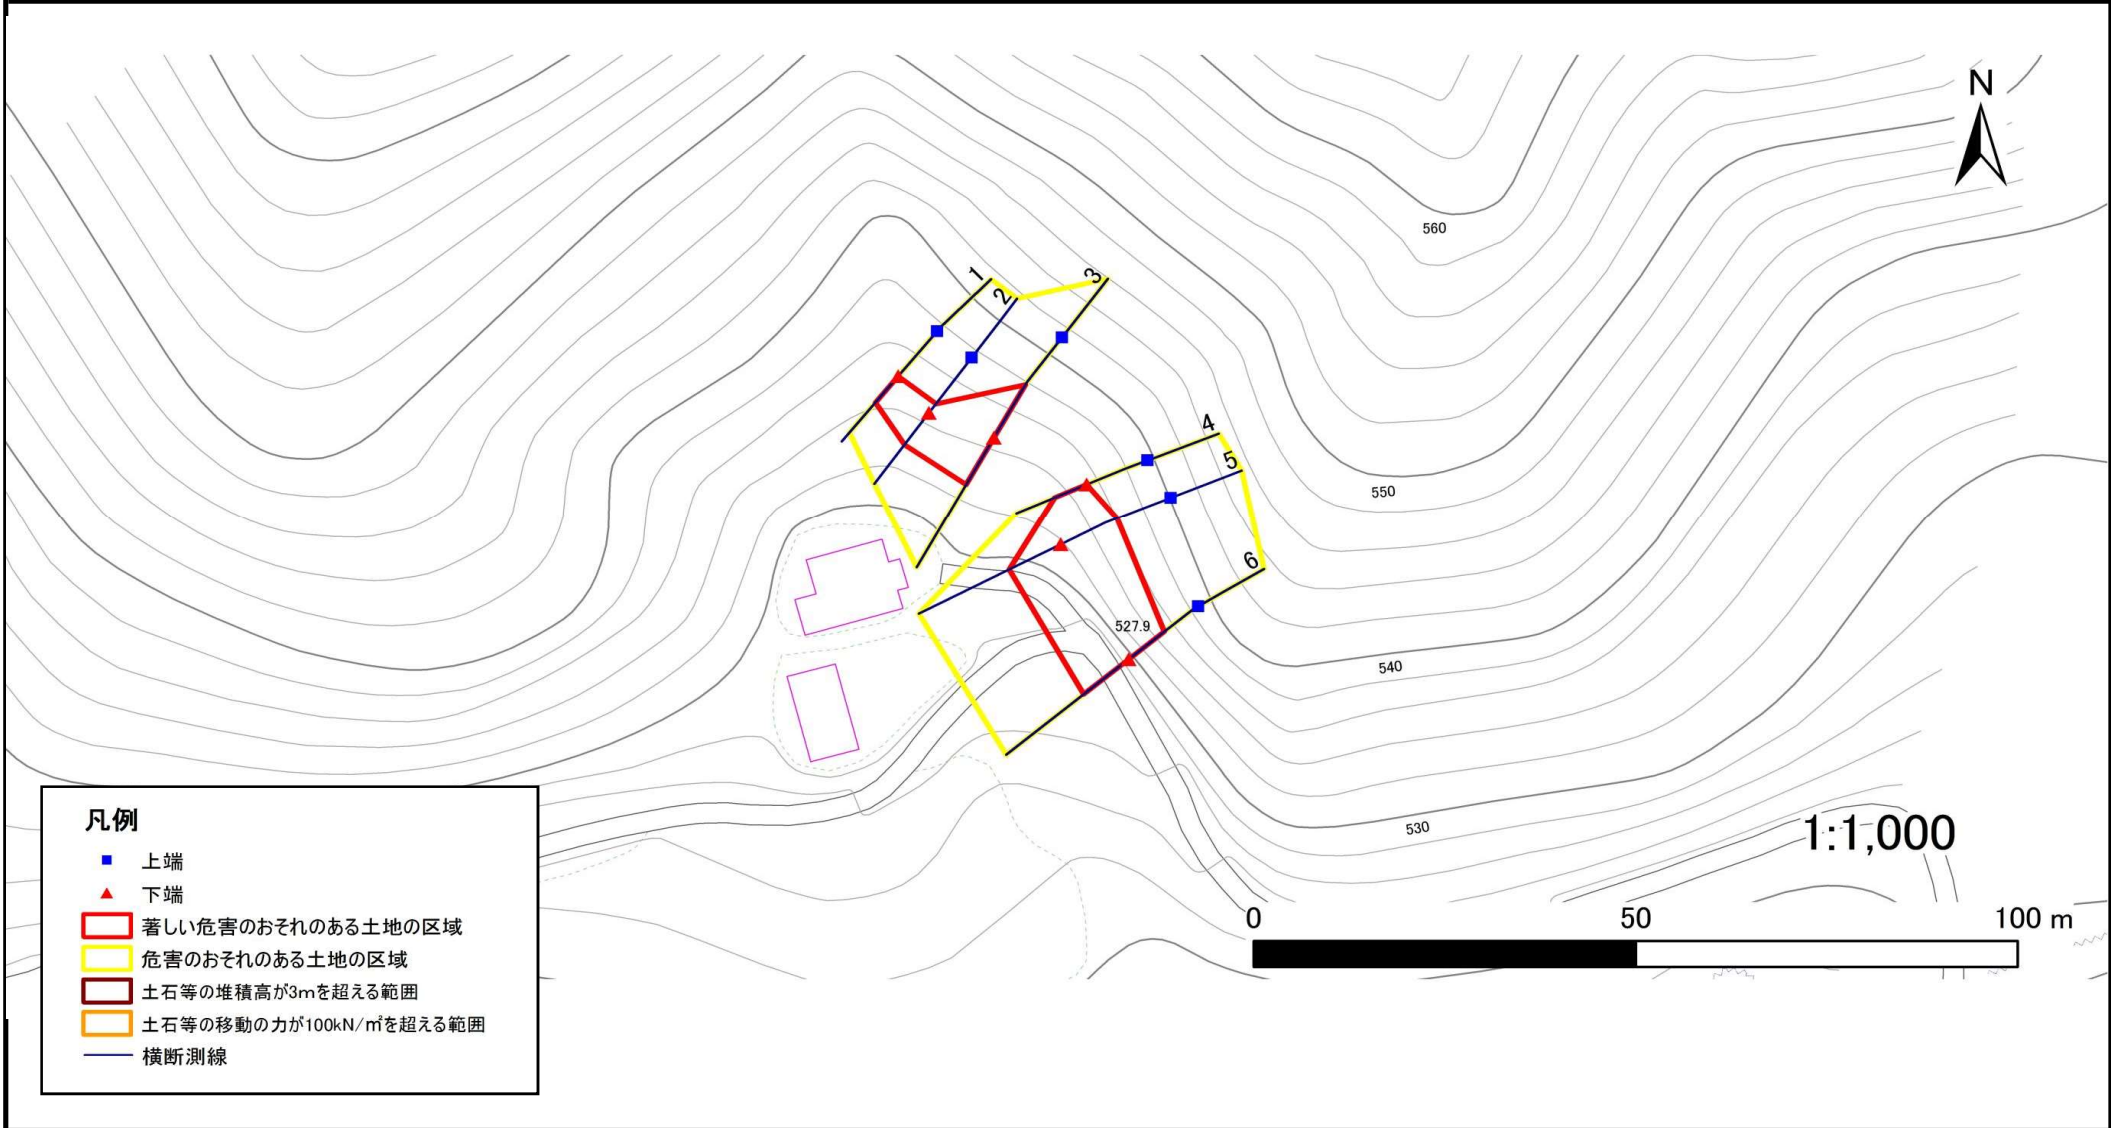 N
560
1
2
3
4
5
6
550
527.9
540
530
1:1,000
0 50 100 m
凡例
上端
下端
著しい危害のおそれのある土地の区域
危害のおそれのある土地の区域
土石等の堆積高が3mを超える範囲
土石等の移動の力が100kN/㎡を超える範囲
横断測線